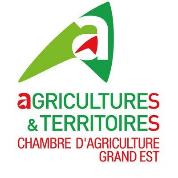 aGRICULTURES
& TERRITOIRES
CHAMBRE D'AGRICULTURE
GRAND EST